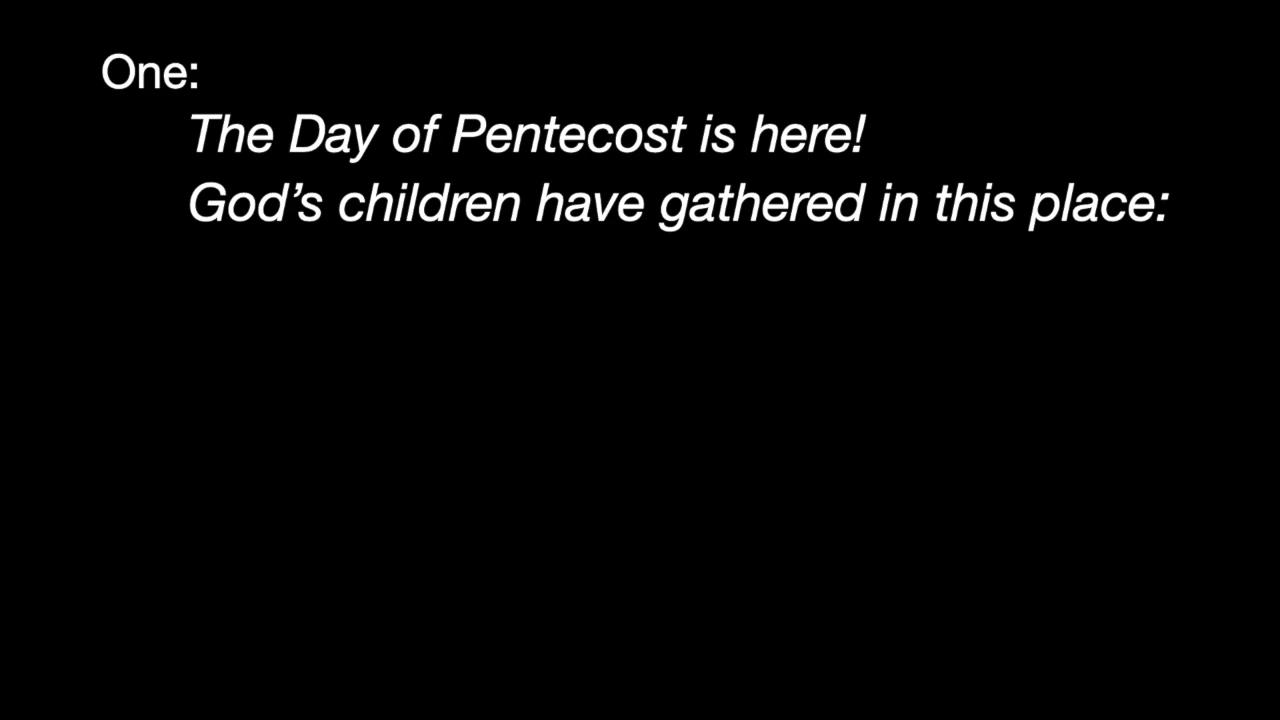 One:
The Day of Pentecost is here!
God’s children have gathered in this place: